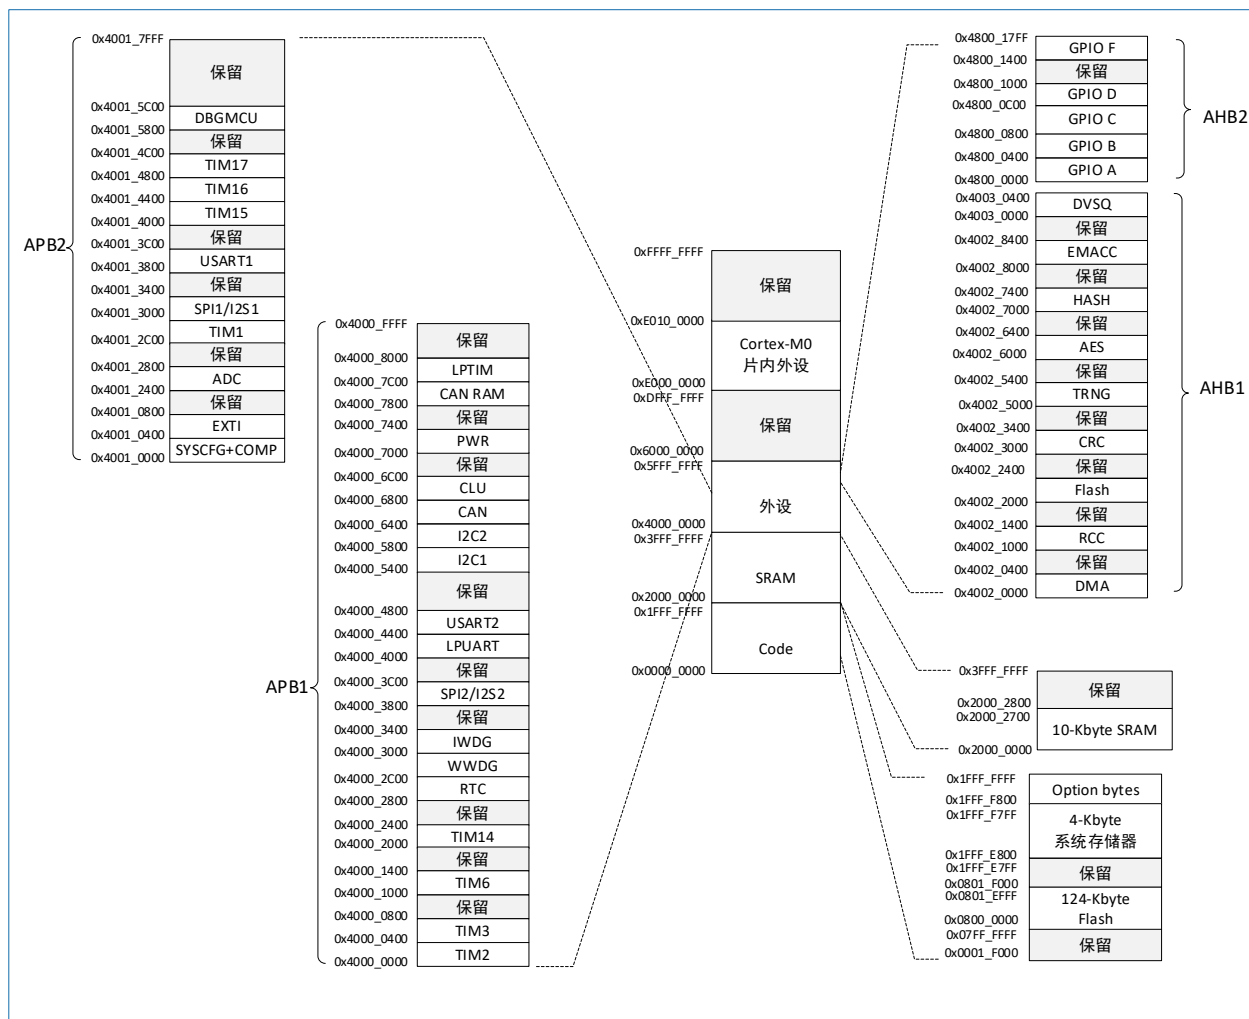 APB2
0x4001_7FFF
保留
0x4001_5C00
DBGMCU
0x4001_5800
保留
0x4001_4C00
TIM17
0x4001_4800
TIM16
0x4001_4400
TIM15
0x4001_4000
保留
0x4001_3C00
USART1
0x4001_3800
保留
0x4001_3400
SPI1/I2S1
0x4001_3000
TIM1
0x4001_2C00
保留
0x4001_2800
ADC
0x4001_2400
保留
0x4001_0800
EXTI
0x4001_0400
SYSCFG+COMP
0x4001_0000
APB1
0x4000_FFFF
保留
0x4000_8000
LPTIM
0x4000_7C00
CAN RAM
0x4000_7800
保留
0x4000_7400
PWR
0x4000_7000
保留
0x4000_6C00
CLU
0x4000_6800
CAN
0x4000_6400
I2C2
0x4000_5800
I2C1
0x4000_5400
保留
0x4000_4800
USART2
0x4000_4400
LPUART
0x4000_4000
保留
0x4000_3C00
SPI2/I2S2
0x4000_3800
保留
0x4000_3400
IWDG
0x4000_3000
WWDG
0x4000_2C00
RTC
0x4000_2800
保留
0x4000_2400
TIM14
0x4000_2000
保留
0x4000_1400
TIM6
0x4000_1000
保留
0x4000_0800
TIM3
0x4000_0400
TIM2
0x4000_0000
0xFFFF_FFFF
保留
0xE010_0000
Cortex-M0
片内外设
0xE000_0000
0xDFFF_FFFF
保留
0x6000_0000
0x5FFF_FFFF
外设
0x4000_0000
0x3FFF_FFFF
SRAM
0x2000_0000
0x1FFF_FFFF
Code
0x0000_0000
AHB2
0x4800_17FF
GPIO F
0x4800_1400
保留
0x4800_1000
GPIO D
0x4800_0C00
GPIO C
0x4800_0800
GPIO B
0x4800_0400
GPIO A
0x4800_0000
AHB1
0x4003_0400
DVSQ
0x4003_0000
保留
0x4002_8400
EMACC
0x4002_8000
保留
0x4002_7400
HASH
0x4002_7000
保留
0x4002_6400
AES
0x4002_6000
保留
0x4002_5400
TRNG
0x4002_5000
保留
0x4002_3400
CRC
0x4002_3000
保留
0x4002_2400
Flash
0x4002_2000
保留
0x4002_1400
RCC
0x4002_1000
保留
0x4002_0400
DMA
0x4002_0000
0x3FFF_FFFF
保留
0x2000_2800
0x2000_2700
10-Kbyte SRAM
0x2000_0000
0x1FFF_FFFF
Option bytes
0x1FFF_F800
0x1FFF_F7FF
4-Kbyte
系统存储器
0x1FFF_E800
0x1FFF_E7FF
保留
0x0801_F000
0x0801_EFFF
124-Kbyte
Flash
0x0800_0000
0x07FF_FFFF
保留
0x0001_F000